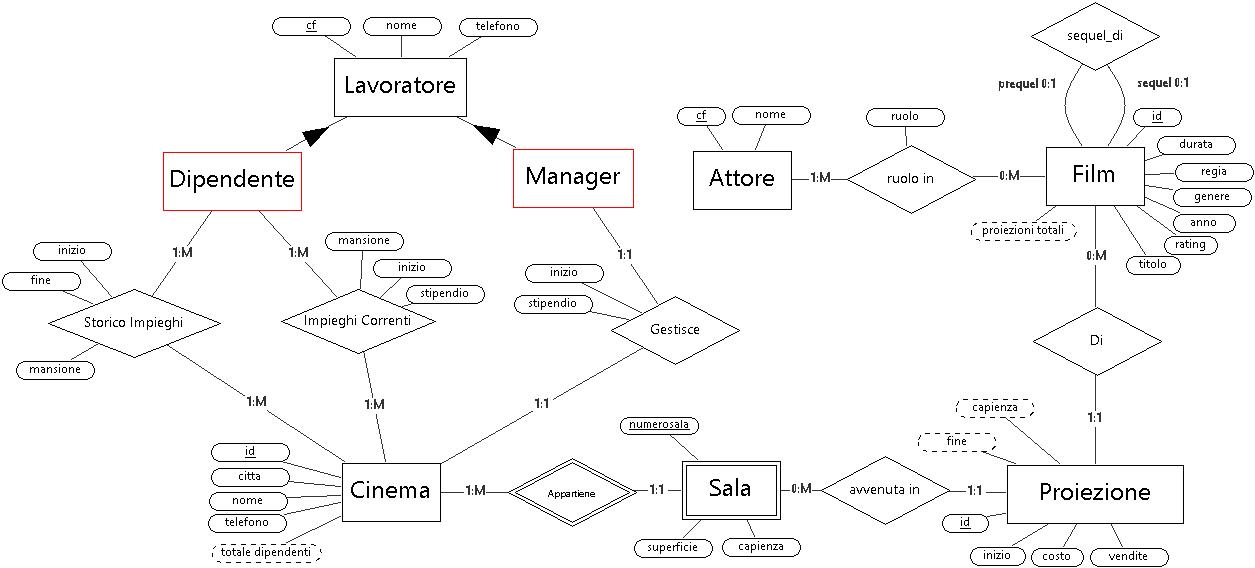 cf
nome
telefono
Lavoratore
sequel_di
prequel 0:1
sequel 0:1
cf
nome
ruolo
id
durata
regia
genere
anno
rating
titolo
proiezioni totali
Dipendente
Manager
Attore
1:M
ruolo in
0:M
Film
1:M
1:M
1:1
0:M
inizio
fine
mansione
Storico Impieghi
mansione
inizio
stipendio
Impieghi Correnti
inizio
stipendio
Gestisce
Di
1:M
1:M
1:1
1:1
id
citta
nome
telefono
totale dipendenti
Cinema
1:M
Appartiene
1:1
numerosala
Sala
superficie
capienza
0:M
avvenuta in
1:1
capienza
fine
Proiezione
id
inizio
costo
vendite